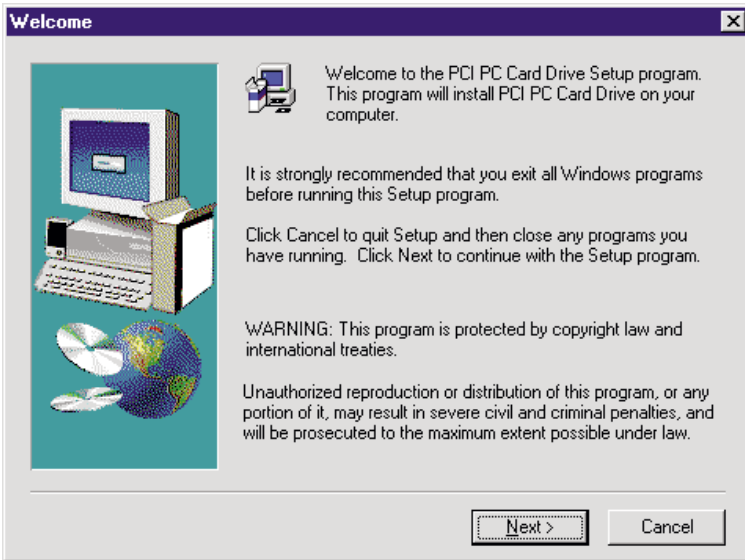 Welcome
Welcome to the PCI PC Card Drive Setup program.
This program will install PCI PC Card Drive on your
computer.
It is strongly recommended that you exit all Windows programs
before running this Setup program.
Click Cancel to quit Setup and then close any programs you
have running. Click Next to continue with the Setup program.
WARNING: This program is protected by copyright law and
international treaties.
Unauthorized reproduction or distribution of this program, or any
portion of it, may result in severe civil and criminal penalties, and
will be prosecuted to the maximum extent possible under law.
Next >
Cancel